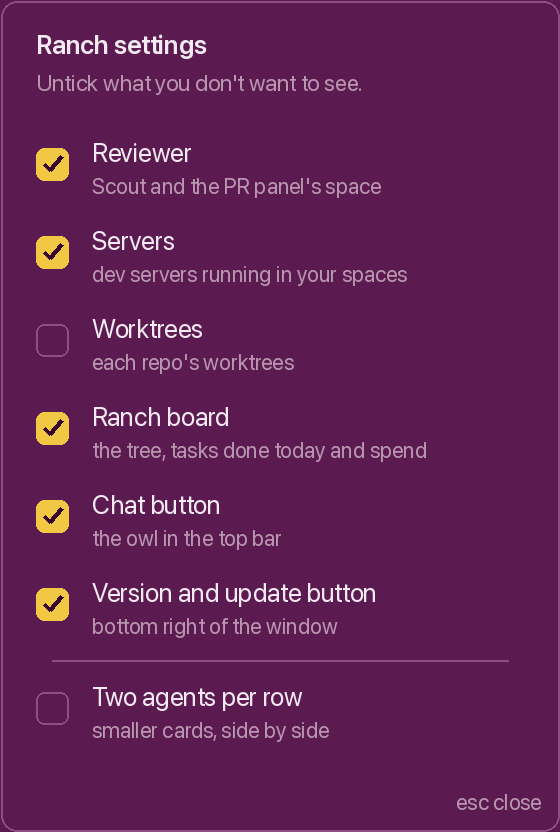 Ranch settings
Untick what you don't want to see.
Reviewer
Scout and the PR panel's space
Servers
dev servers running in your spaces
Worktrees
each repo's worktrees
Ranch board
the tree, tasks done today and spend
Chat button
the owl in the top bar
Version and update button
bottom right of the window
Two agents per row
smaller cards, side by side
esc close